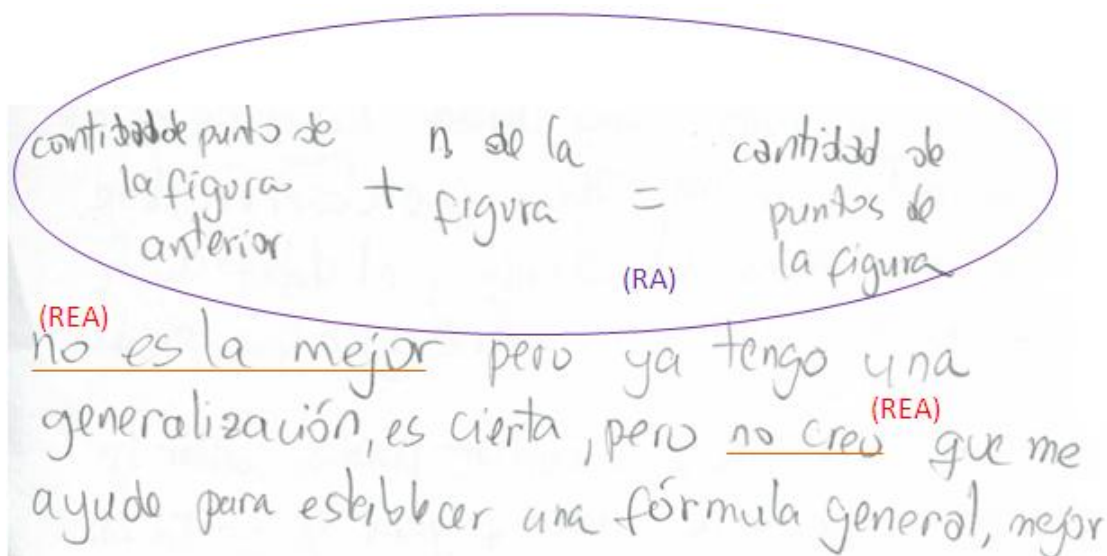 cantidad de punto de la figura anterior + n de la figura = cantidad de puntos de la figura
(RA)
(REA)
no es la mejor pero ya tengo una
(REA)
generalización, es cierta, pero no creo que me
ayude para establecer una fórmula general, mejor